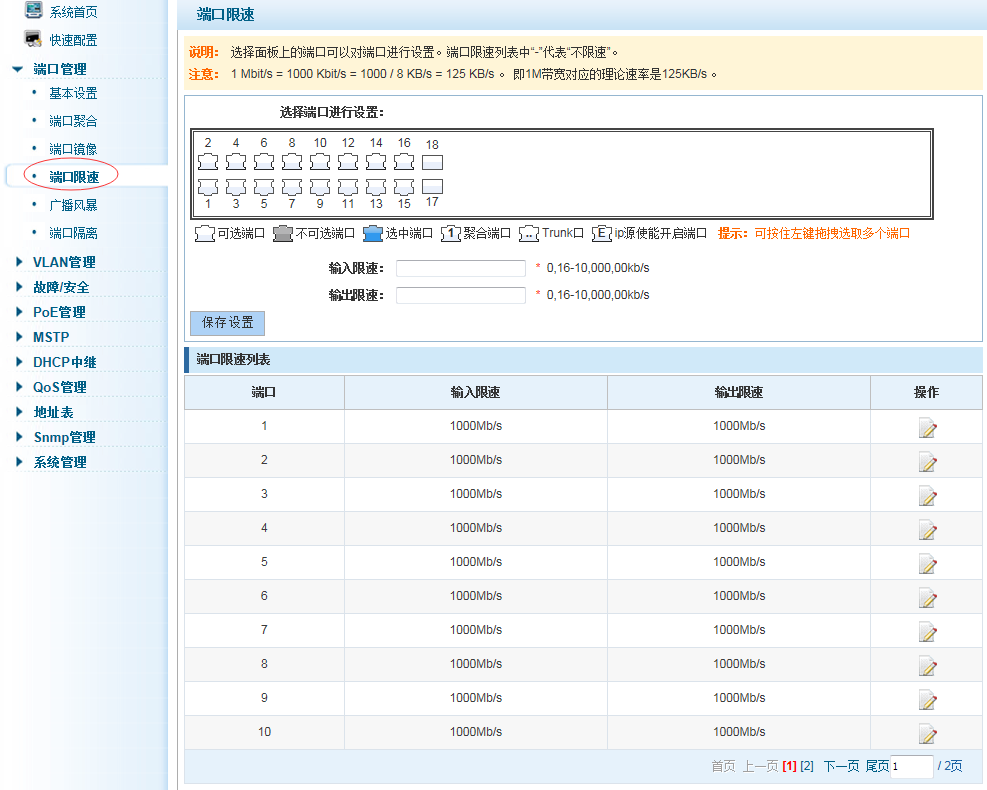 系统首页
快速配置
端口管理
基本设置
端口聚合
端口镜像
端口限速
广播风暴
端口隔离
VLAN管理
故障/安全
PoE管理
MSTP
DHCP中继
QoS管理
地址表
Snmp管理
系统管理
端口限速
说明： 选择面板上的端口可以对端口进行设置。端口限速列表中“-”代表“不限速”。
注意： 1 Mbit/s = 1000 Kbit/s = 1000 / 8 KB/s = 125 KB/s 。 即1M带宽对应的理论速率是125KB/s 。
选择端口进行设置：
2 4 6 8 10 12 14 16 18
1 3 5 7 9 11 13 15 17
可选端口 不可选端口 选中端口 1 聚合端口 .. Trunk口 E ip源使能开启端口 提示：可按住左键拖拽选取多个端口
输入限速： * 0,16-10,000,00kb/s
输出限速： * 0,16-10,000,00kb/s
保存设置
端口限速列表
端口 输入限速 输出限速 操作
1 1000Mb/s 1000Mb/s
2 1000Mb/s 1000Mb/s
3 1000Mb/s 1000Mb/s
4 1000Mb/s 1000Mb/s
5 1000Mb/s 1000Mb/s
6 1000Mb/s 1000Mb/s
7 1000Mb/s 1000Mb/s
8 1000Mb/s 1000Mb/s
9 1000Mb/s 1000Mb/s
10 1000Mb/s 1000Mb/s
首页 上一页 [1] [2] 下一页 尾页 1 / 2页